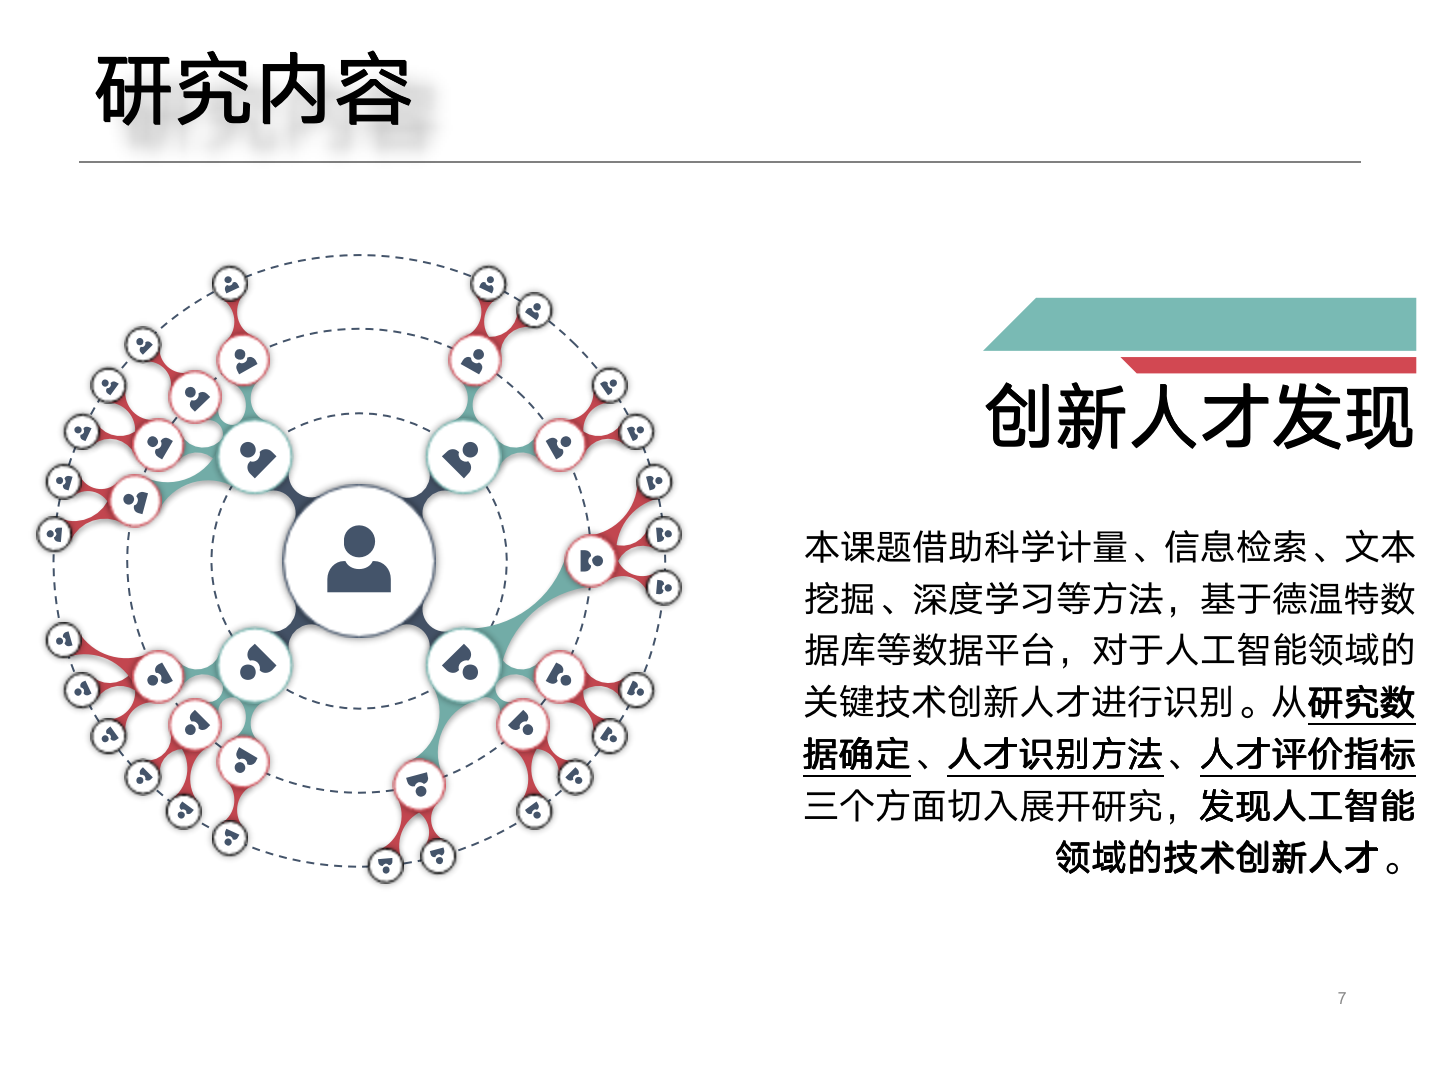 研究内容
创新人才发现
本课题借助科学计量、信息检索、文本
挖掘、深度学习等方法，基于德温特数
据库等数据平台，对于人工智能领域的
关键技术创新人才进行识别。从研究数
据确定、人才识别方法、人才评价指标
三个方面切入展开研究，发现人工智能
领域的技术创新人才。
7